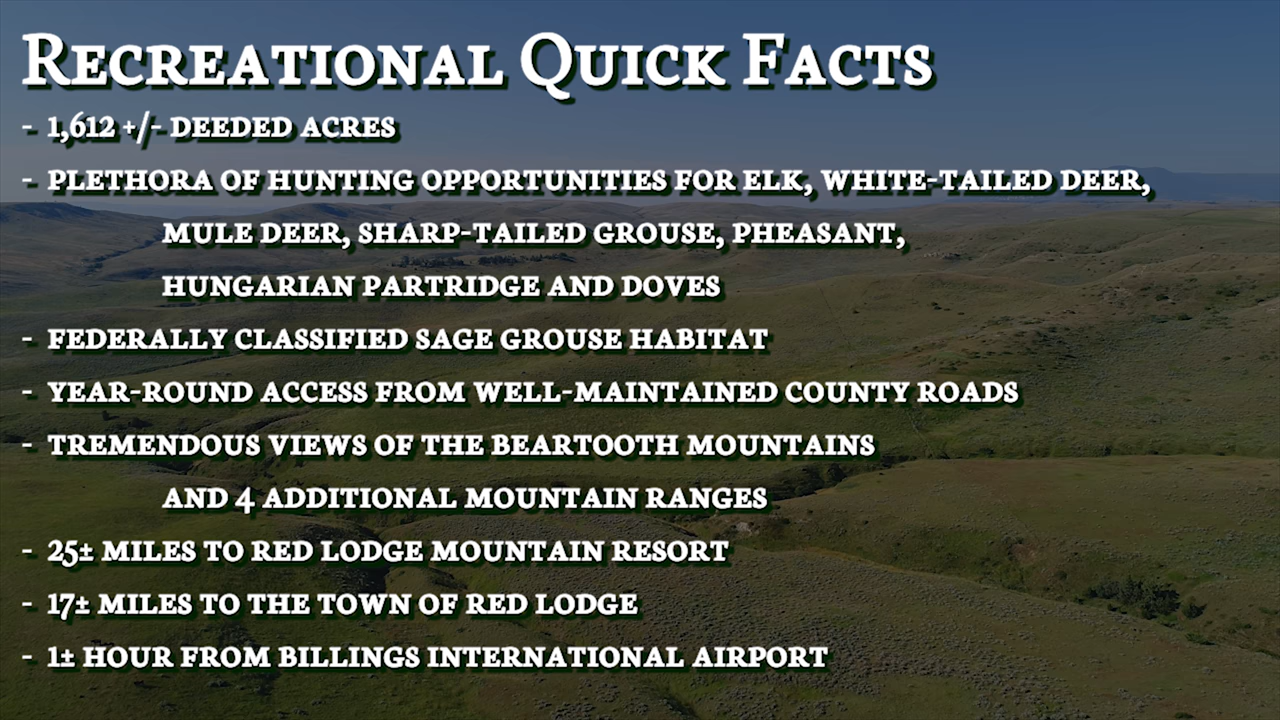 Recreational Quick Facts
- 1,612 +/- deeded acres
- plethora of hunting opportunities for elk, white-tailed deer,
mule deer, sharp-tailed grouse, pheasant,
hungarian partridge and doves
- federally classified sage grouse habitat
- year-round access from well-maintained county roads
- tremendous views of the beartooth mountains
and 4 additional mountain ranges
- 25± miles to red lodge mountain resort
- 17± miles to the town of red lodge
- 1± hour from billings international airport